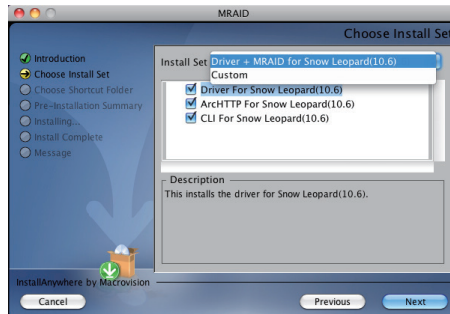 MRAID
Choose Install Set
Introduction
Choose Install Set
Choose Shortcut Folder
Pre-Installation Summary
Installing...
Install Complete
Message
Install Set
Driver + MRAID for Snow Leopard(10.6)
Custom
Driver For Snow Leopard(10.6)
ArcHTTP For Snow Leopard(10.6)
CLI For Snow Leopard(10.6)
Description
This installs the driver for Snow Leopard(10.6).
InstallAnywhere by Macrovision
Cancel
Previous
Next